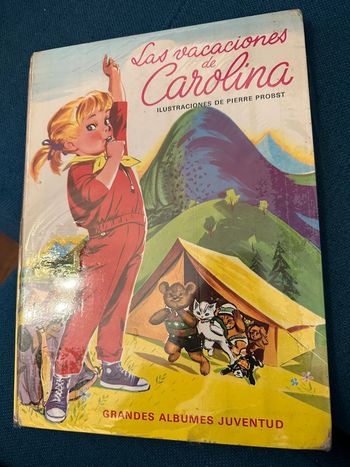 Las vacaciones
de
Carolina
ILUSTRACIONES DE PIERRE PROBST
GRANDES ALBUMES JUVENTUD